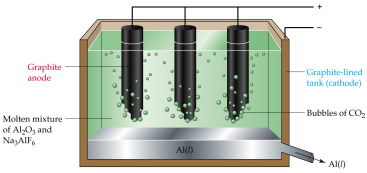 +
−
Graphite
anode
Graphite-lined
tank (cathode)
Molten mixture
of Al₂O₃ and
Na₃AlF₆
Bubbles of CO₂
Al(l)
Al(l)